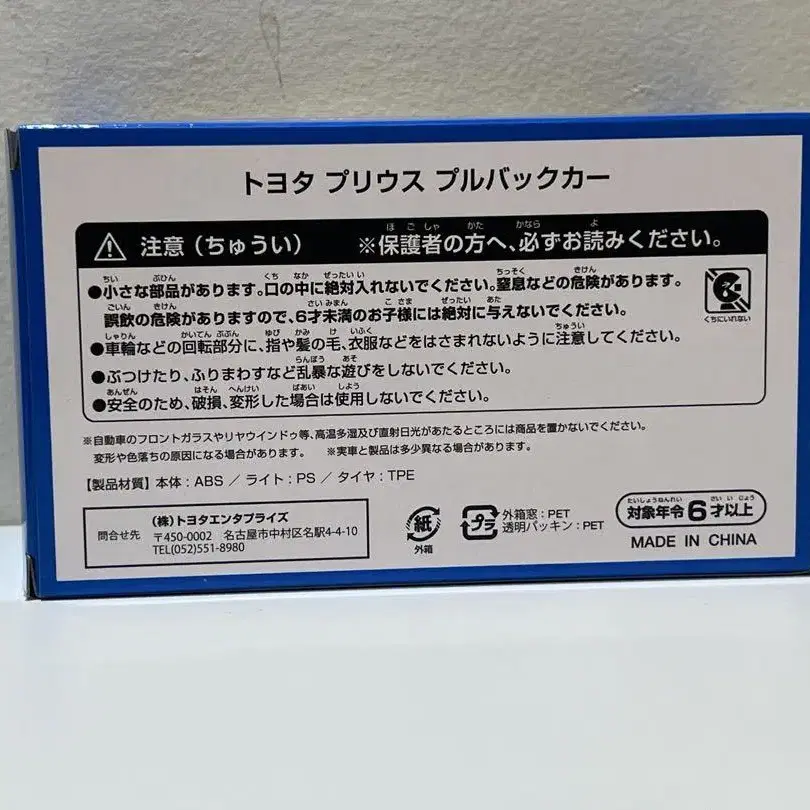 トヨタ プリウス プルバックカー
注意（ちゅうい） ※保護者の方へ、必ずお読みください。
●小さな部品があります。口の中に絶対入れないでください。窒息などの危険があります。
誤飲の危険がありますので、6才未満のお子様には絶対に与えないでください。
●車輪などの回転部分に、指や髪の毛、衣服などをはさまれないように注意してください。
●ぶつけたり、ふりまわすなど乱暴な遊びをしないでください。
●安全のため、破損、変形した場合は使用しないでください。
くちにいれない
※自動車のフロントガラスやリヤウインドゥ等、高温多湿及び直射日光があたるところには商品を置かないでください。
変形や色落ちの原因になる場合があります。 ※実車と製品は多少異なる場合があります。
【製品材質】本体：ABS ／ ライト：PS ／ タイヤ：TPE
問合せ先
（株）トヨタエンタプライズ
〒450-0002 名古屋市中村区名駅4-4-10
TEL(052)551-8980
紙
外箱
プラ
外箱窓：PET
透明パッキン：PET
対象年令6才以上
MADE IN CHINA